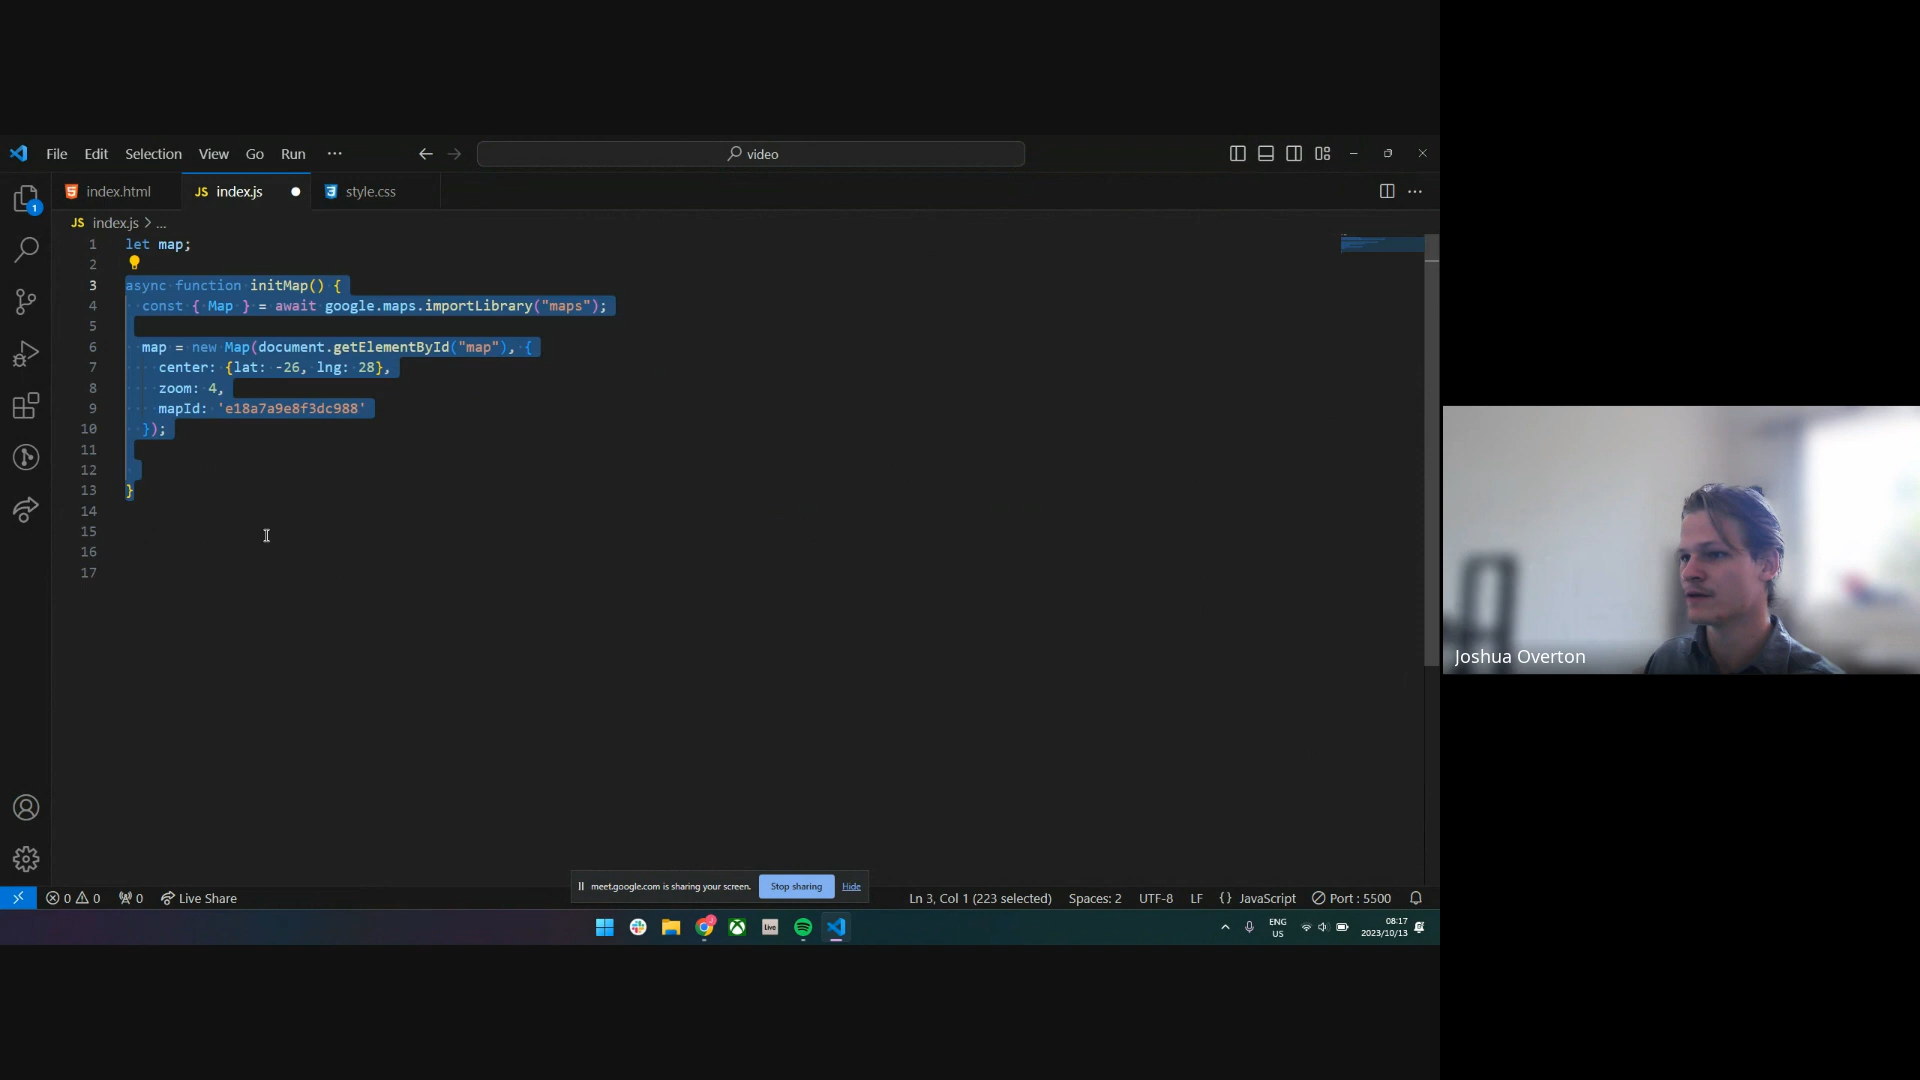 File Edit Selection View Go Run ···
video
index.html
JS index.js
style.css
JS index.js > ...
1 let map;
2
3 async function initMap() {
4 const { Map } = await google.maps.importLibrary("maps");
5
6 map = new Map(document.getElementById("map"), {
7 center: {lat: -26, lng: 28},
8 zoom: 4,
9 mapId: 'e18a7a9e8f3dc988'
10 });
11
12
13 }
14
15
16
17
1
Joshua Overton
meet.google.com is sharing your screen. Stop sharing Hide
0 0 0 Live Share
Ln 3, Col 1 (223 selected) Spaces: 2 UTF-8 LF {} JavaScript Port : 5500
Live
ENG
US
08:17
2023/10/13